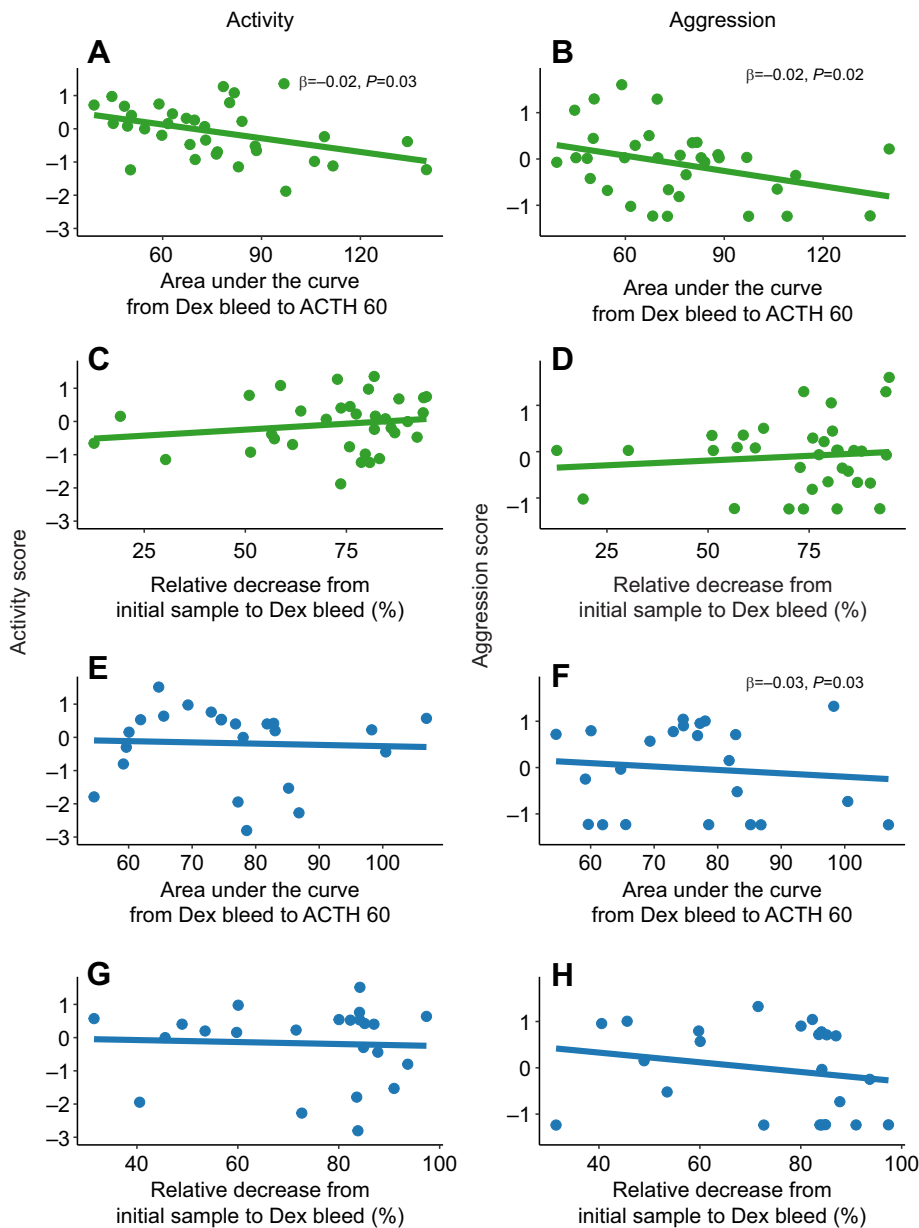 Activity
Aggression
A
β=–0.02, P=0.03
1
0
–1
–2
–3
60
90
120
Area under the curve
from Dex bleed to ACTH 60
B
β=–0.02, P=0.02
1
0
–1
60
90
120
Area under the curve
from Dex bleed to ACTH 60
C
1
0
–1
–2
–3
25
50
75
Relative decrease from
initial sample to Dex bleed (%)
D
1
0
–1
25
50
75
Relative decrease from
initial sample to Dex bleed (%)
Activity score
Aggression score
E
1
0
–1
–2
–3
60
70
80
90
100
Area under the curve
from Dex bleed to ACTH 60
F
β=–0.03, P=0.03
1
0
–1
60
70
80
90
100
Area under the curve
from Dex bleed to ACTH 60
G
1
0
–1
–2
–3
40
60
80
100
Relative decrease from
initial sample to Dex bleed (%)
H
1
0
–1
40
60
80
100
Relative decrease from
initial sample to Dex bleed (%)